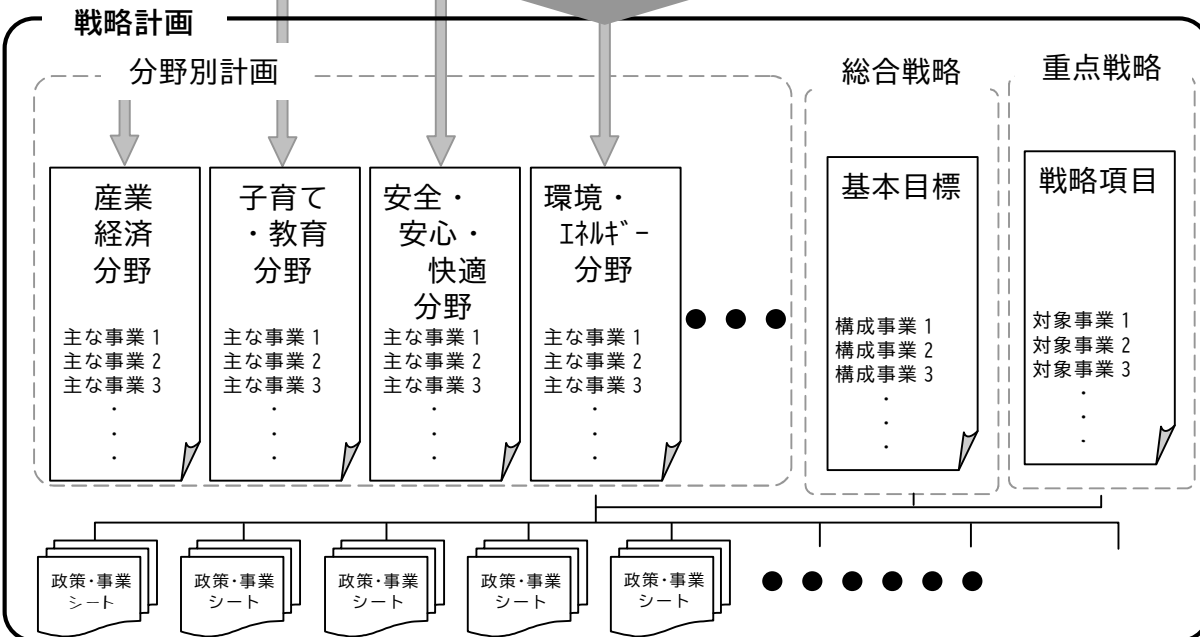 戦略計画
分野別計画
総合戦略
重点戦略
産業
経済
分野
主な事業1
主な事業2
主な事業3
・
・
・
子育て
・教育
分野
主な事業1
主な事業2
主な事業3
・
・
・
安全・
安心・
快適
分野
主な事業1
主な事業2
主な事業3
・
・
・
環境・
ｴﾈﾙｷﾞｰ
分野
主な事業1
主な事業2
主な事業3
・
・
・
●●●
基本目標
構成事業1
構成事業2
構成事業3
・
・
・
戦略項目
対象事業1
対象事業2
対象事業3
・
・
・
政策・事業
シート
政策・事業
シート
政策・事業
シート
政策・事業
シート
政策・事業
シート
●●●●●●